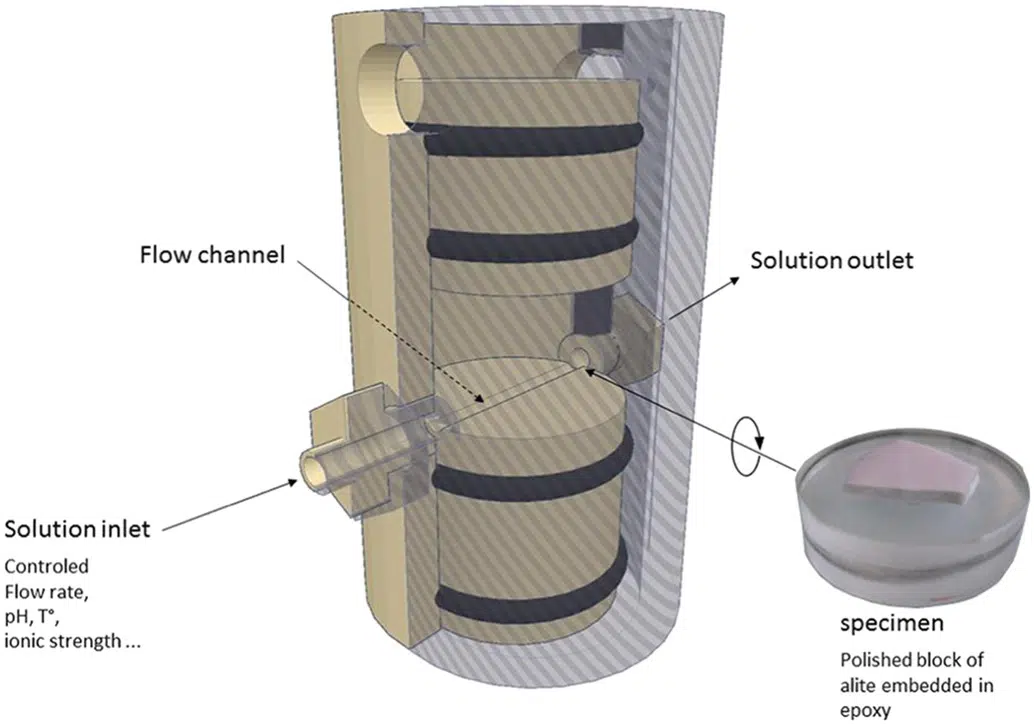 Flow channel
Solution outlet
Solution inlet
Controled
Flow rate,
pH, T°,
ionic strength ...
specimen
Polished block of
alite embedded in
epoxy